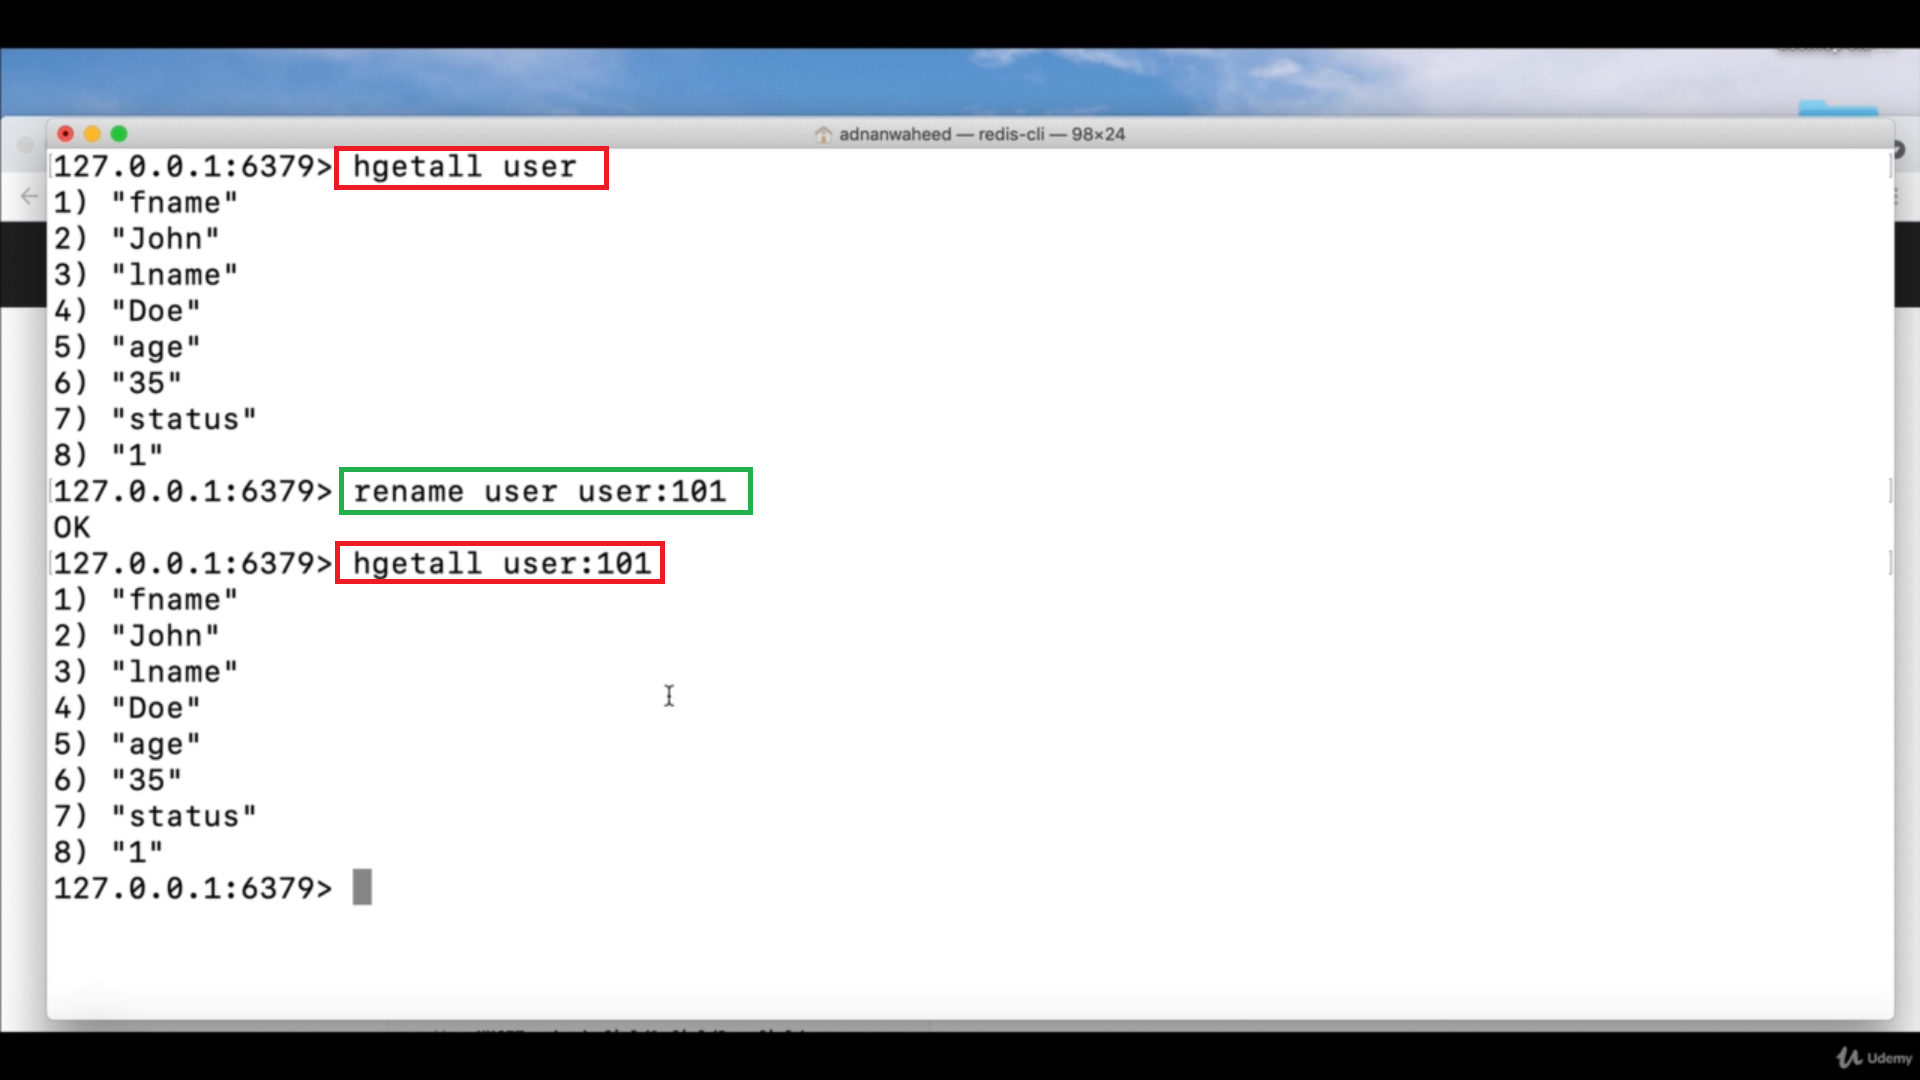 adnanwaheed — redis-cli — 98×24
127.0.0.1:6379> hgetall user
1) "fname"
2) "John"
3) "lname"
4) "Doe"
5) "age"
6) "35"
7) "status"
8) "1"
127.0.0.1:6379> rename user user:101
OK
127.0.0.1:6379> hgetall user:101
1) "fname"
2) "John"
3) "lname"
4) "Doe"
5) "age"
6) "35"
7) "status"
8) "1"
127.0.0.1:6379>
Udemy